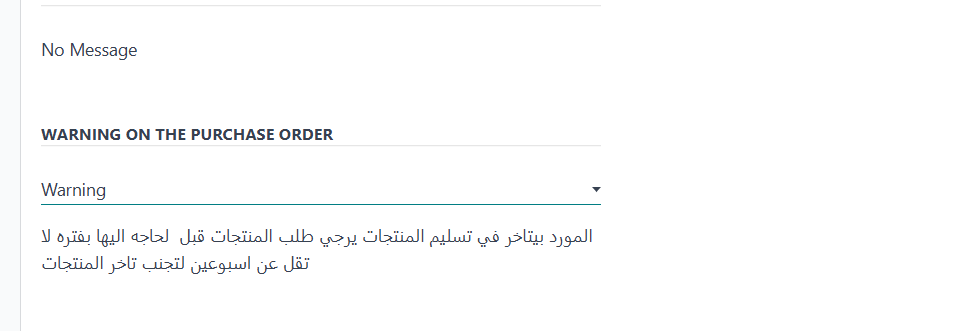 No Message
WARNING ON THE PURCHASE ORDER
Warning
المورد بيتاخر في تسليم المنتجات يرجي طلب المنتجات قبل  لحاجه اليها بفتره لا
تقل عن اسبوعين لتجنب تاخر المنتجات